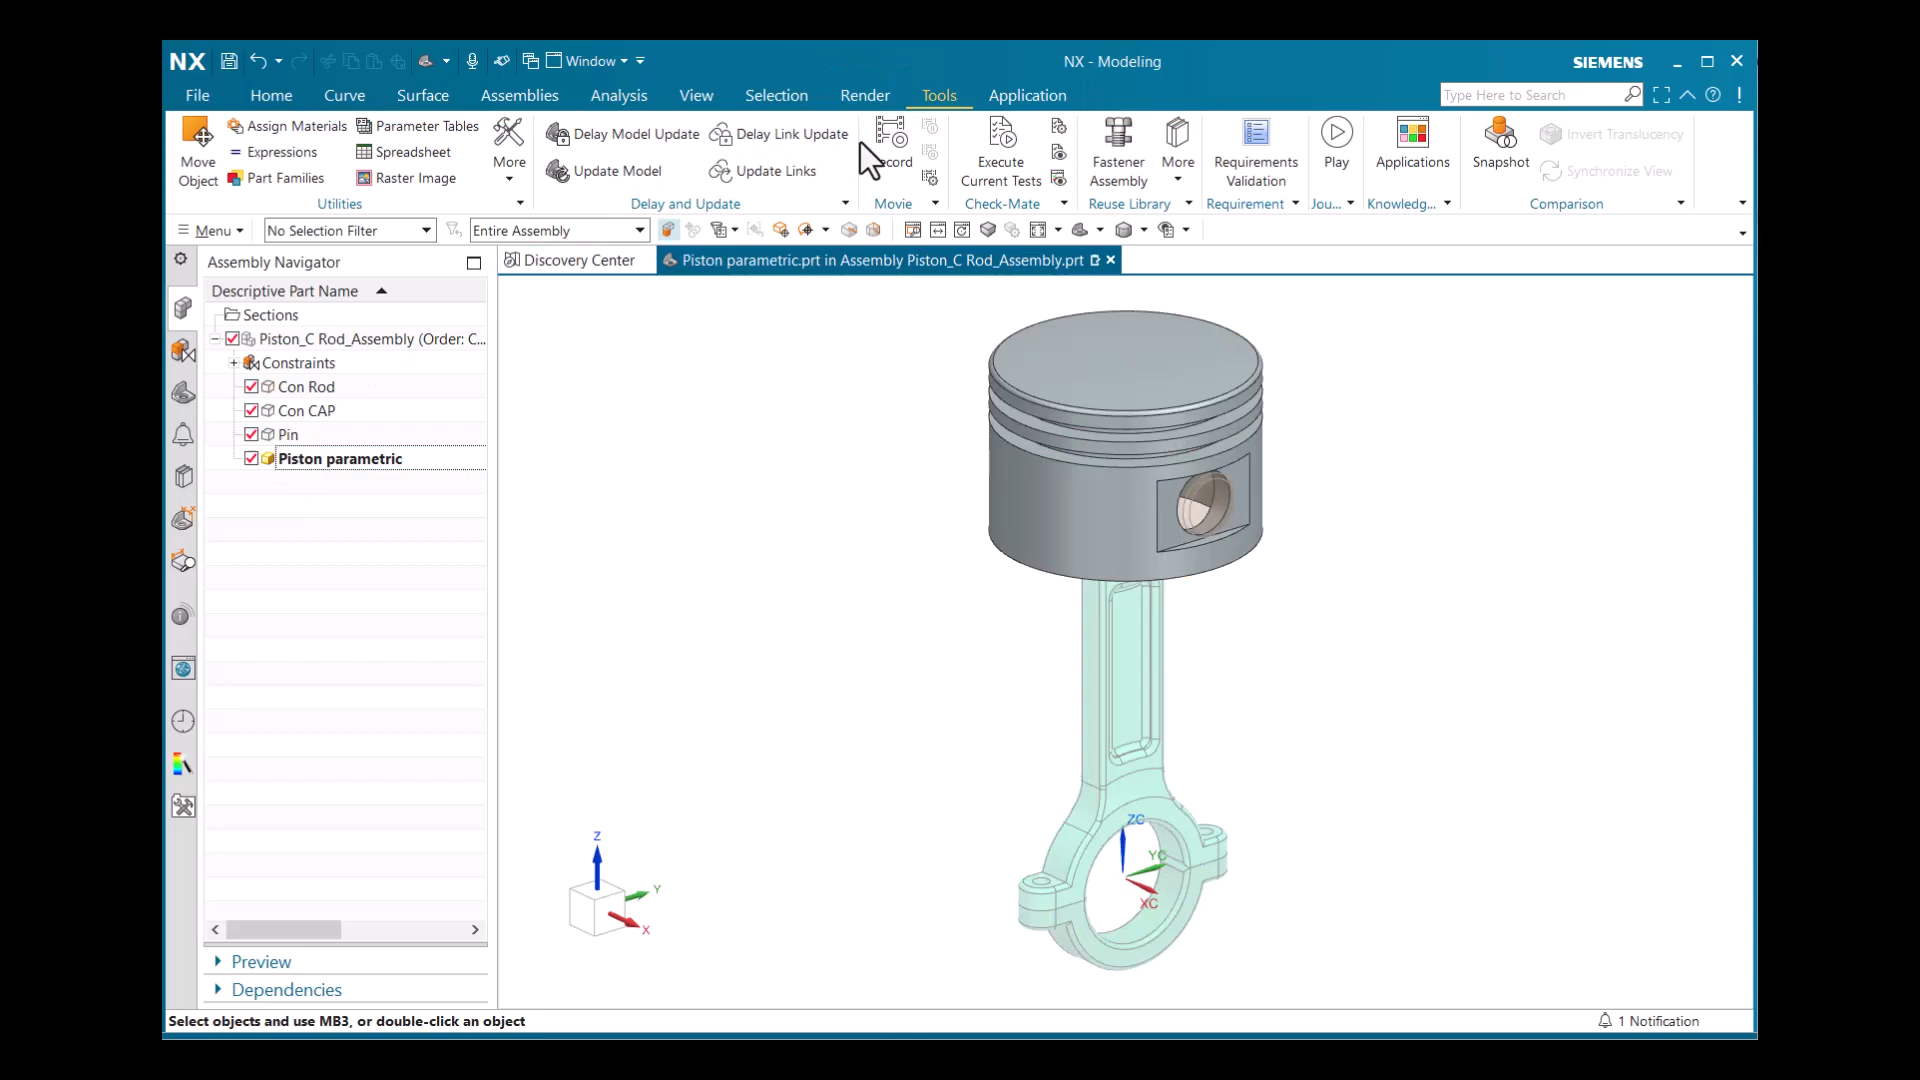 NX
Window
NX - Modeling
SIEMENS
File
Home
Curve
Surface
Assemblies
Analysis
View
Selection
Render
Tools
Application
Type Here to Search
Move
Object
Assign Materials
Expressions
Part Families
Parameter Tables
Spreadsheet
Raster Image
More
Utilities
Delay Model Update
Delay Link Update
Update Model
Update Links
Delay and Update
cord
Movie
Execute
Current Tests
Check-Mate
Fastener
Assembly
More
Reuse Library
Requirements
Validation
Requirement
Play
Jou...
Applications
Knowledg...
Snapshot
Invert Translucency
Synchronize View
Comparison
Menu
No Selection Filter
Entire Assembly
Assembly Navigator
Discovery Center
Piston parametric.prt in Assembly Piston_C Rod_Assembly.prt
Descriptive Part Name
Sections
Piston_C Rod_Assembly (Order: C...
Constraints
Con Rod
Con CAP
Pin
Piston parametric
ZC
YC
XC
Z
Y
X
Preview
Dependencies
Select objects and use MB3, or double-click an object
1 Notification